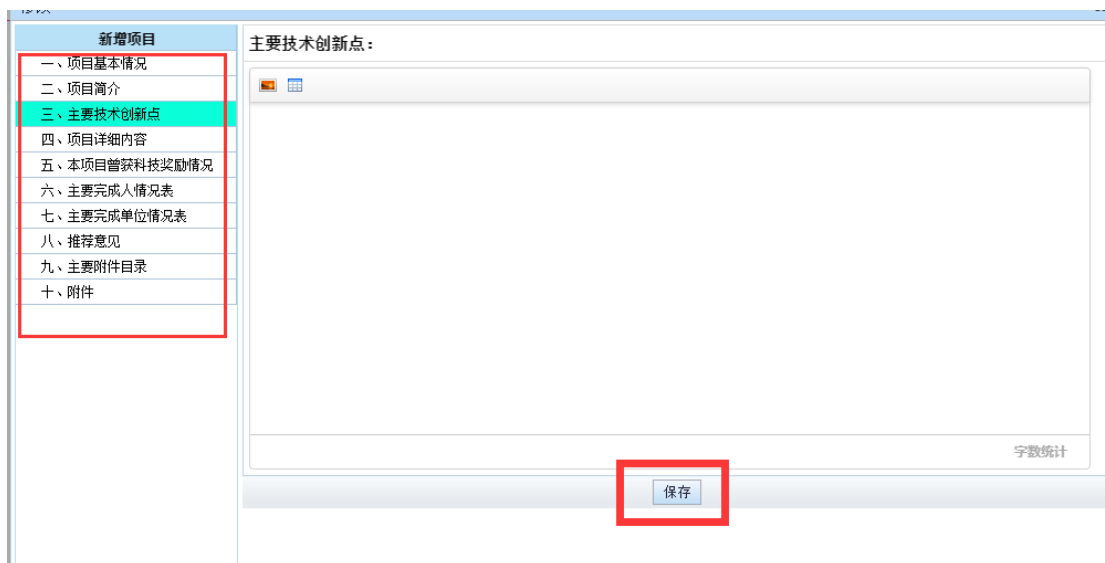 新增项目
一、项目基本情况
二、项目简介
三、主要技术创新点
四、项目详细内容
五、本项目曾获科技奖励情况
六、主要完成人情况表
七、主要完成单位情况表
八、推荐意见
九、主要附件目录
十、附件
主要技术创新点：
字数统计
保存